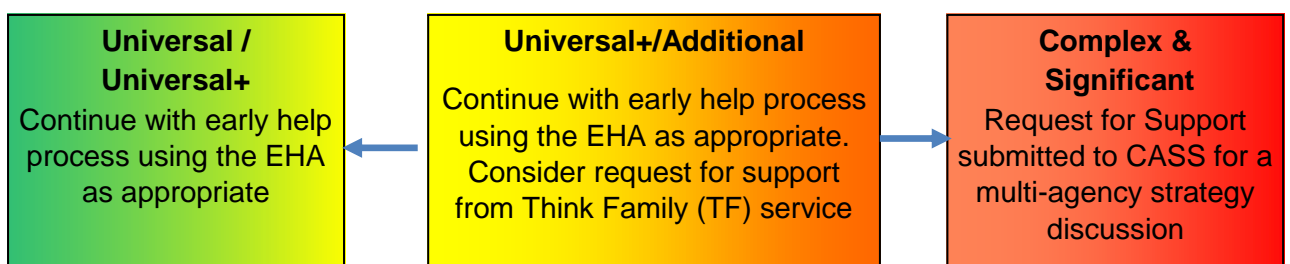 Universal /
Universal+
Continue with early help
process using the EHA
as appropriate
Universal+/Additional
Continue with early help process
using the EHA as appropriate.
Consider request for support
from Think Family (TF) service
Complex &
Significant
Request for Support
submitted to CASS for a
multi-agency strategy
discussion